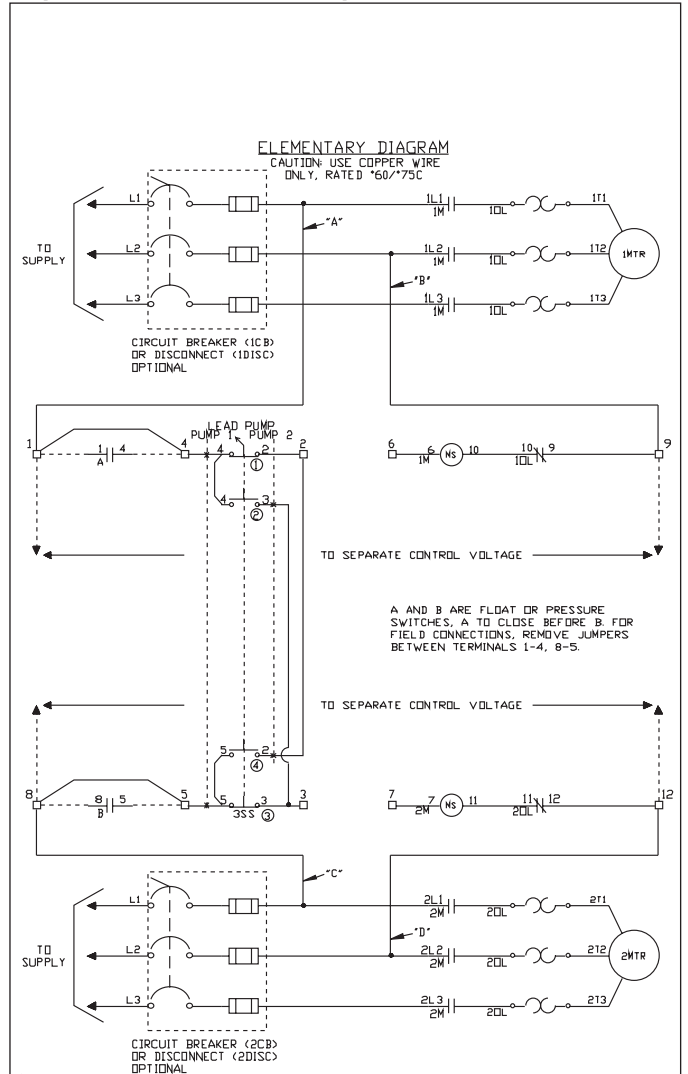 ELEMENTARY DIAGRAM
CAUTION: USE COPPER WIRE
ONLY, RATED °60/°75C
L1 1L1 1M 1OL 1T1
"A"
TO
SUPPLY
L2 1L2 1M 1OL 1T2 1MTR
"B"
L3 1L3 1M 1OL 1T3
CIRCUIT BREAKER (1CB)
OR DISCONNECT (1DISC)
OPTIONAL
LEAD PUMP
PUMP 1 PUMP 2
1 1 4 A 4 4 2 2 6 6 1M NS 10 10 9 1OL 9
①
4 3
②
TO SEPARATE CONTROL VOLTAGE
A AND B ARE FLOAT OR PRESSURE
SWITCHES, A TO CLOSE BEFORE B. FOR
FIELD CONNECTIONS, REMOVE JUMPERS
BETWEEN TERMINALS 1-4, 8-5.
TO SEPARATE CONTROL VOLTAGE
5 2
④
8 8 5 B 5 5 3 3 7 7 2M NS 11 11 12 2OL 12
3SS ③
"C"
L1 2L1 2M 2OL 2T1
"D"
TO
SUPPLY
L2 2L2 2M 2OL 2T2 2MTR
L3 2L3 2M 2OL 2T3
CIRCUIT BREAKER (2CB)
OR DISCONNECT (2DISC)
OPTIONAL